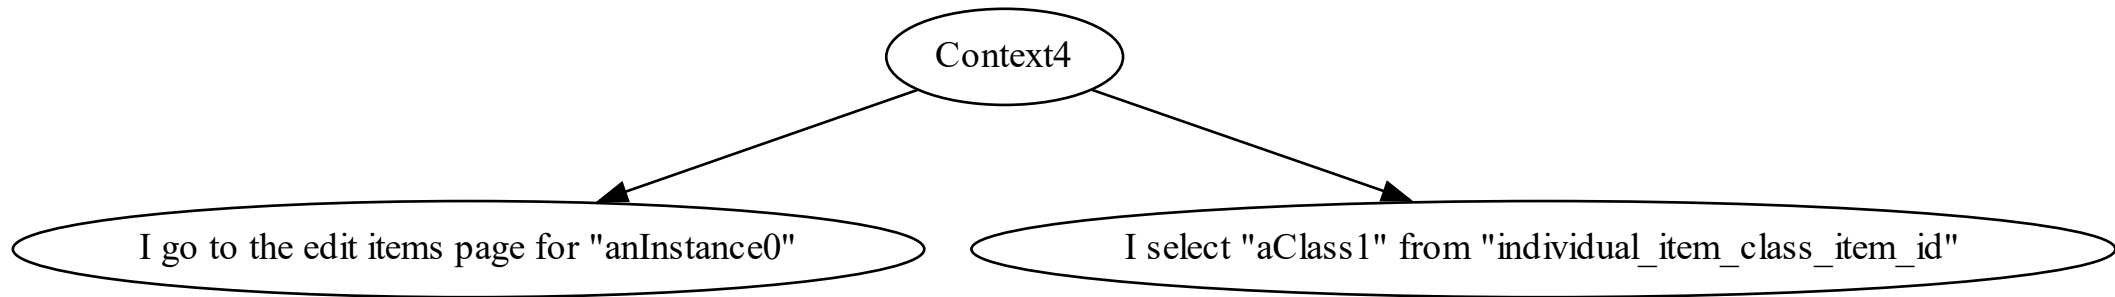 Context4
I go to the edit items page for "anInstance0"
I select "aClass1" from "individual_item_class_item_id"